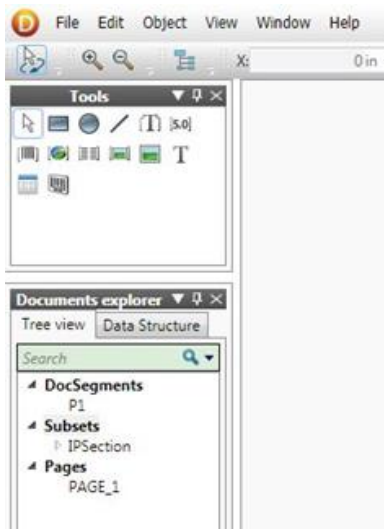 D File Edit Object View Window Help
X: 0 in
Tools
T 5.0
T
Documents explorer
Tree view Data Structure
Search
DocSegments
P1
Subsets
IPSection
Pages
PAGE_1